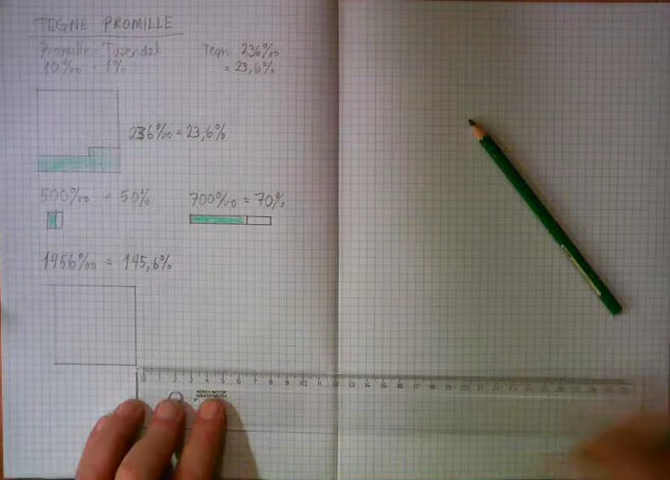 TEGNE PROMILLE
Promille Tusendel
10‰ = 1%
Tegn 236‰
= 23,6%
236‰ = 23,6%
500‰ = 50%
700‰ = 70%
1456‰ = 145,6%